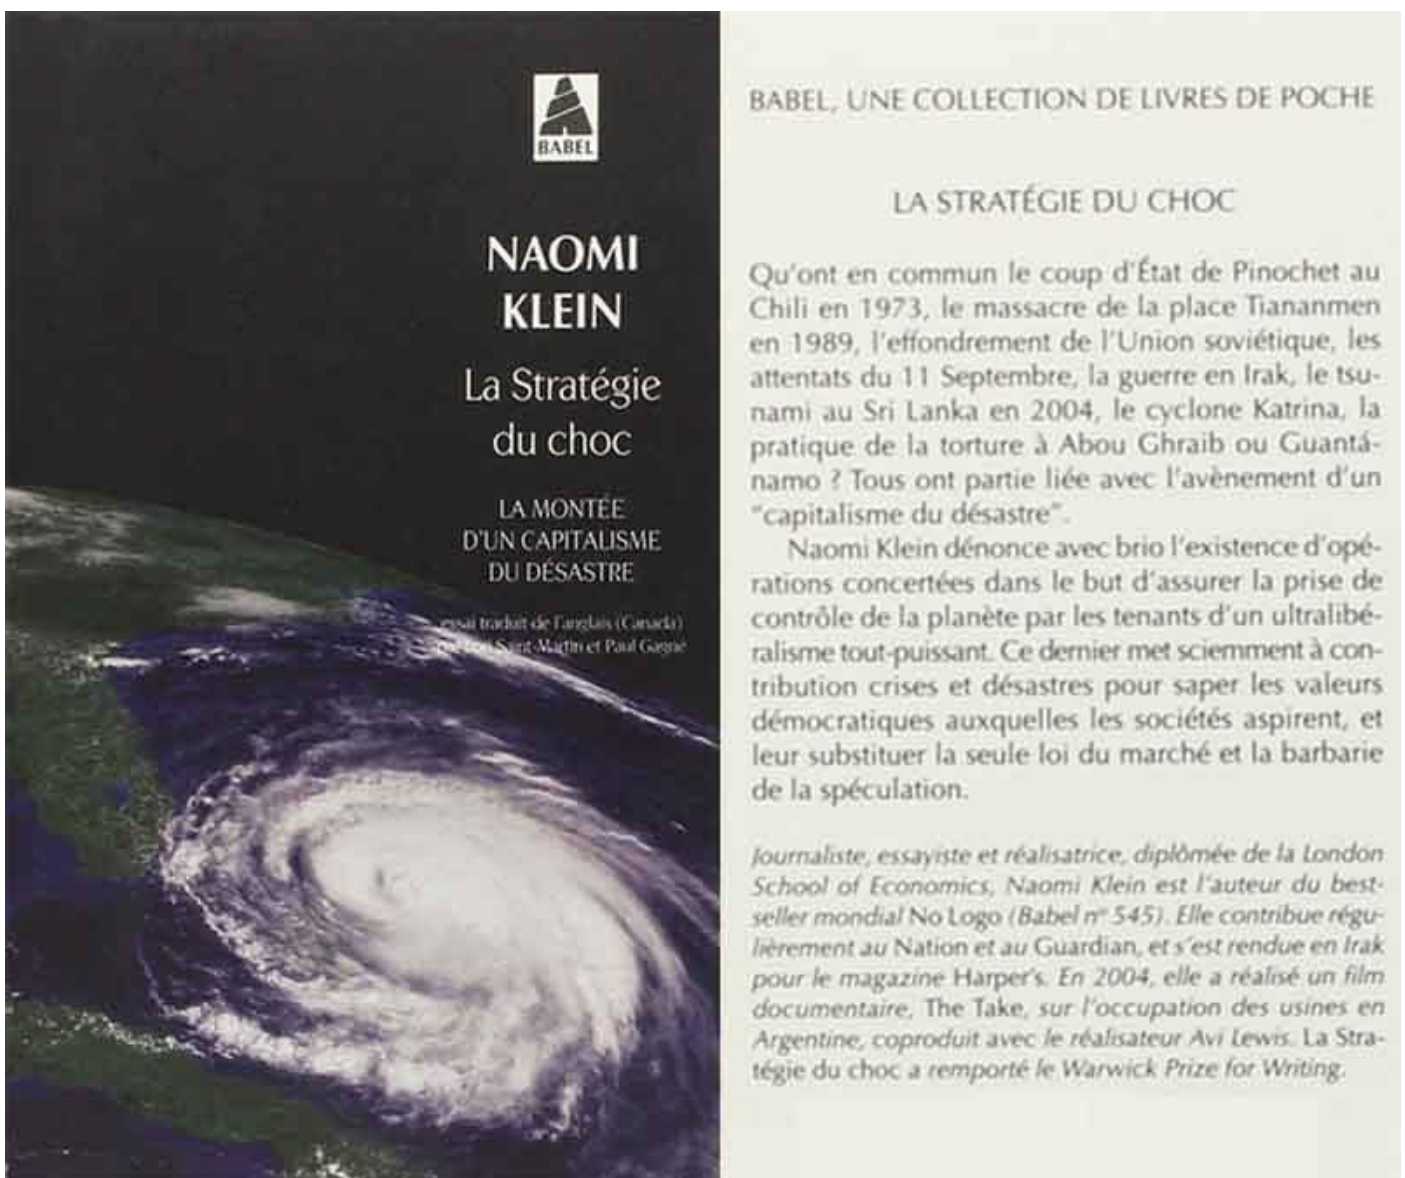 BABEL
NAOMI
KLEIN
La Stratégie
du choc
LA MONTÉE
D'UN CAPITALISME
DU DÉSASTRE
essai traduit de l'anglais (Canada)
par Lori Saint-Martin et Paul Gagné
BABEL, UNE COLLECTION DE LIVRES DE POCHE
LA STRATÉGIE DU CHOC
Qu'ont en commun le coup d'État de Pinochet au
Chili en 1973, le massacre de la place Tiananmen
en 1989, l'effondrement de l'Union soviétique, les
attentats du 11 Septembre, la guerre en Irak, le tsu-
nami au Sri Lanka en 2004, le cyclone Katrina, la
pratique de la torture à Abou Ghraib ou Guantá-
namo ? Tous ont partie liée avec l'avènement d'un
"capitalisme du désastre".
Naomi Klein dénonce avec brio l'existence d'opé-
rations concertées dans le but d'assurer la prise de
contrôle de la planète par les tenants d'un ultralibé-
ralisme tout-puissant. Ce dernier met sciemment à con-
tribution crises et désastres pour saper les valeurs
démocratiques auxquelles les sociétés aspirent, et
leur substituer la seule loi du marché et la barbarie
de la spéculation.
Journaliste, essayiste et réalisatrice, diplômée de la London
School of Economics, Naomi Klein est l'auteur du best-
seller mondial No Logo (Babel n° 545). Elle contribue régu-
lièrement au Nation et au Guardian, et s'est rendue en Irak
pour le magazine Harper's. En 2004, elle a réalisé un film
documentaire, The Take, sur l'occupation des usines en
Argentine, coproduit avec le réalisateur Avi Lewis. La Stra-
tégie du choc a remporté le Warwick Prize for Writing.